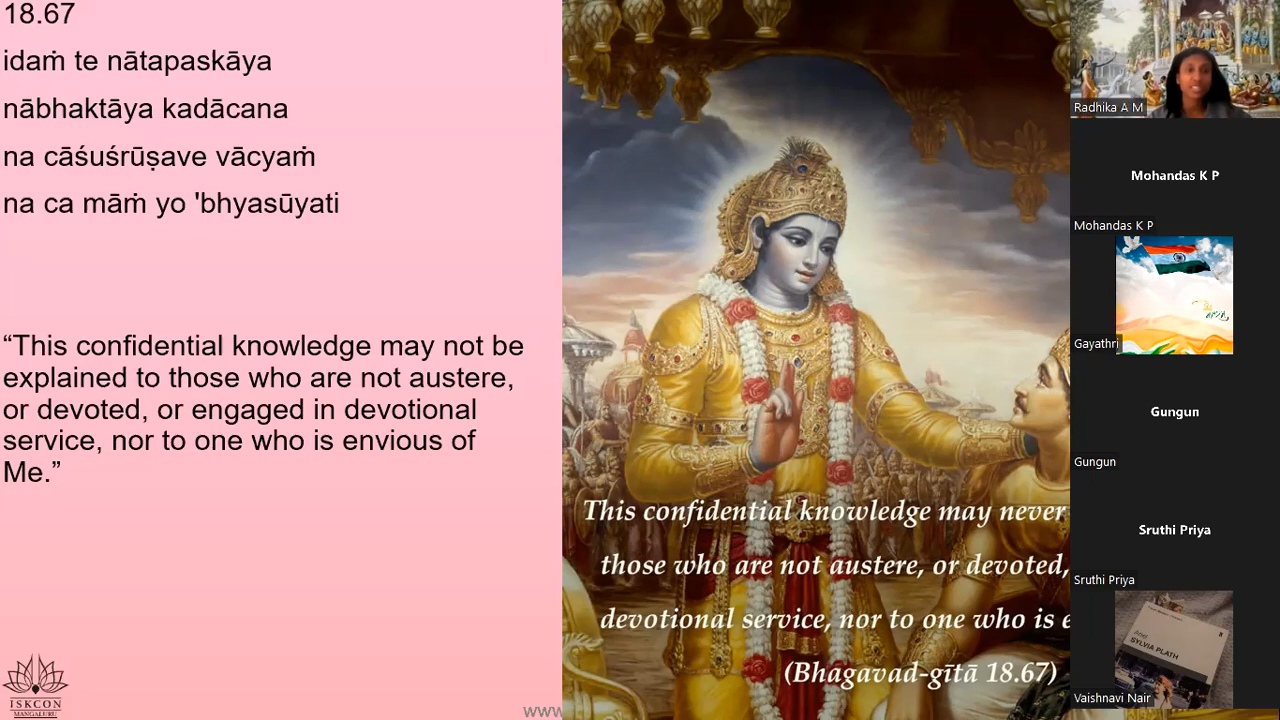 18.67
idaṁ te nātapaskāya
nābhaktāya kadācana
na cāśuśrūṣave vācyaṁ
na ca māṁ yo 'bhyasūyati
“This confidential knowledge may not be
explained to those who are not austere,
or devoted, or engaged in devotional
service, nor to one who is envious of
Me.”
ISKCON
MANGALURU
www
This confidential knowledge may never
those who are not austere, or devoted,
devotional service, nor to one who is e
(Bhagavad-gītā 18.67)
Radhika A M
Mohandas K P
Mohandas K P
Gayathri
Gungun
Gungun
Sruthi Priya
Sruthi Priya
Ariel
SYLVIA PLATH
Vaishnavi Nair